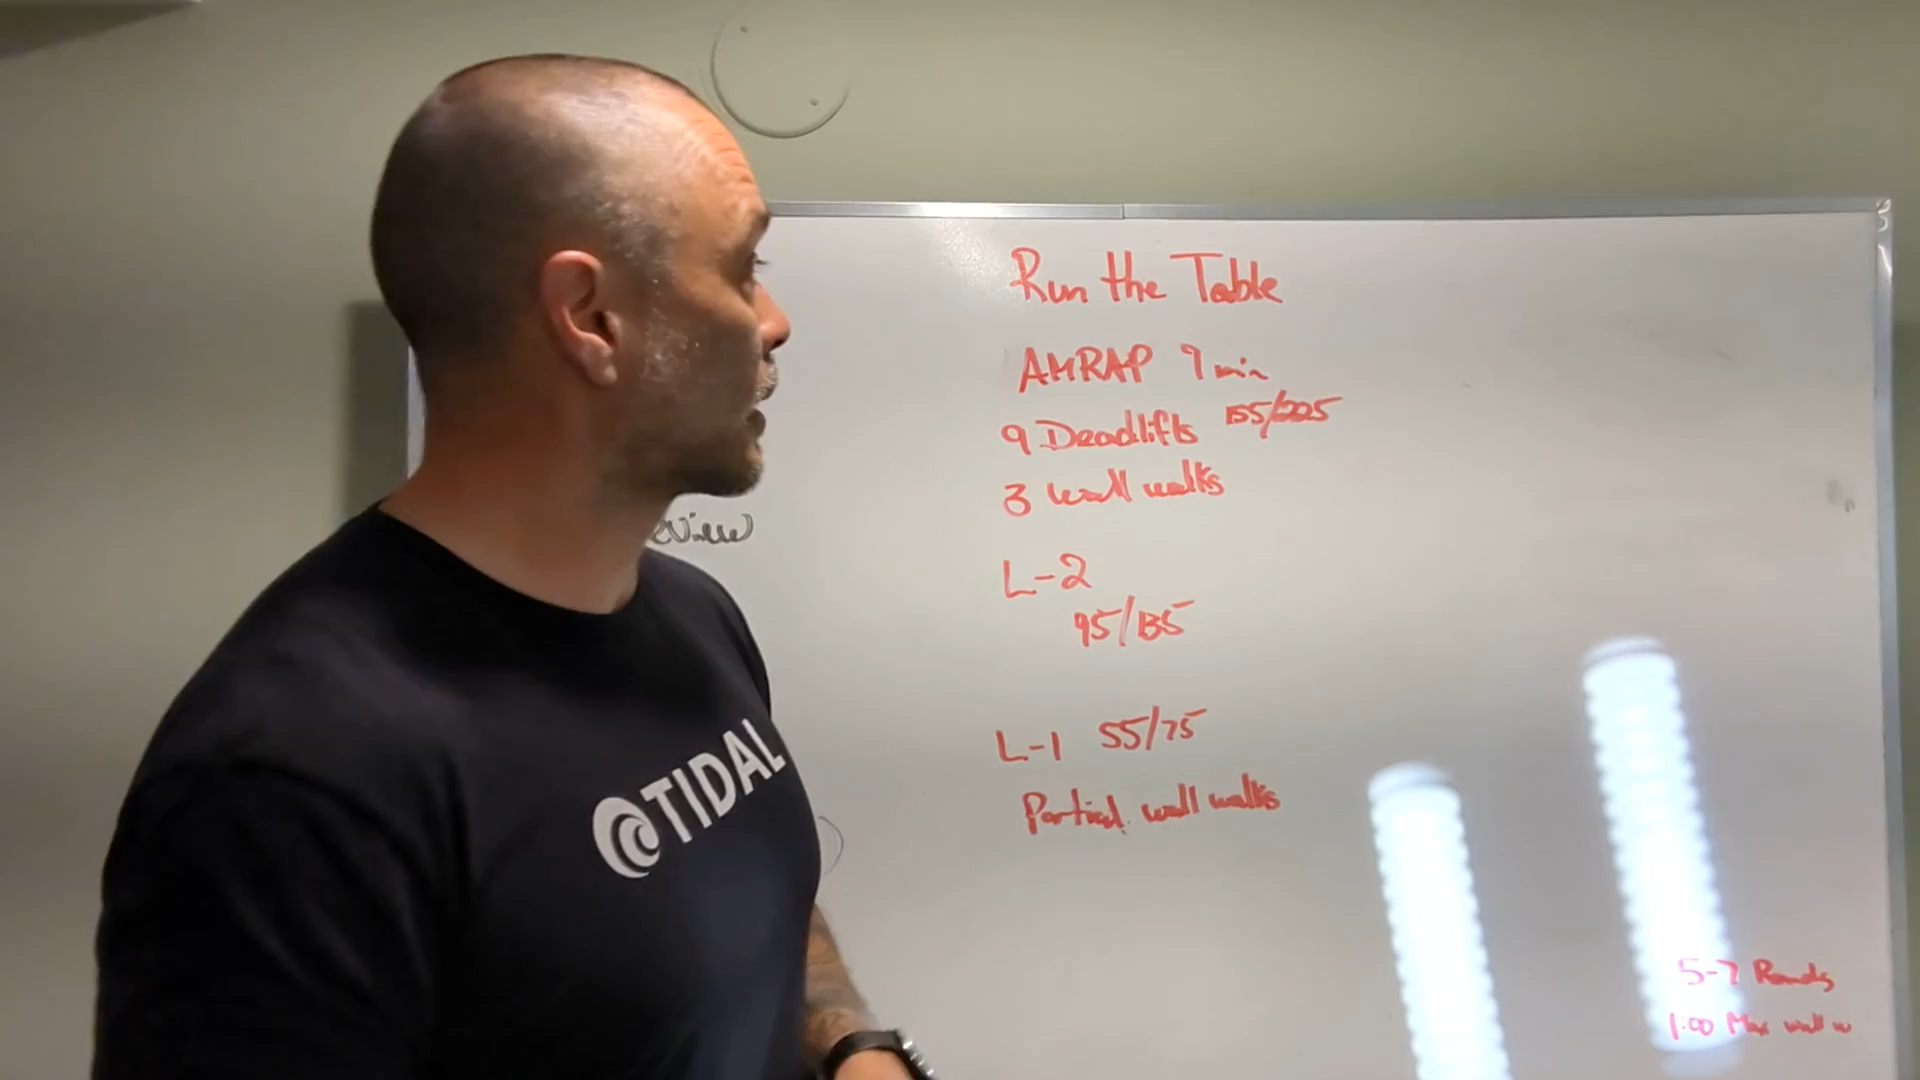 Run the Table
AMRAP 9 min
9 Deadlifts 155/225
3 wall walks
L-2
95/135
L-1 55/75
Partial wall walks
5-7 Rounds
1:00 Max wall w
TIDAL